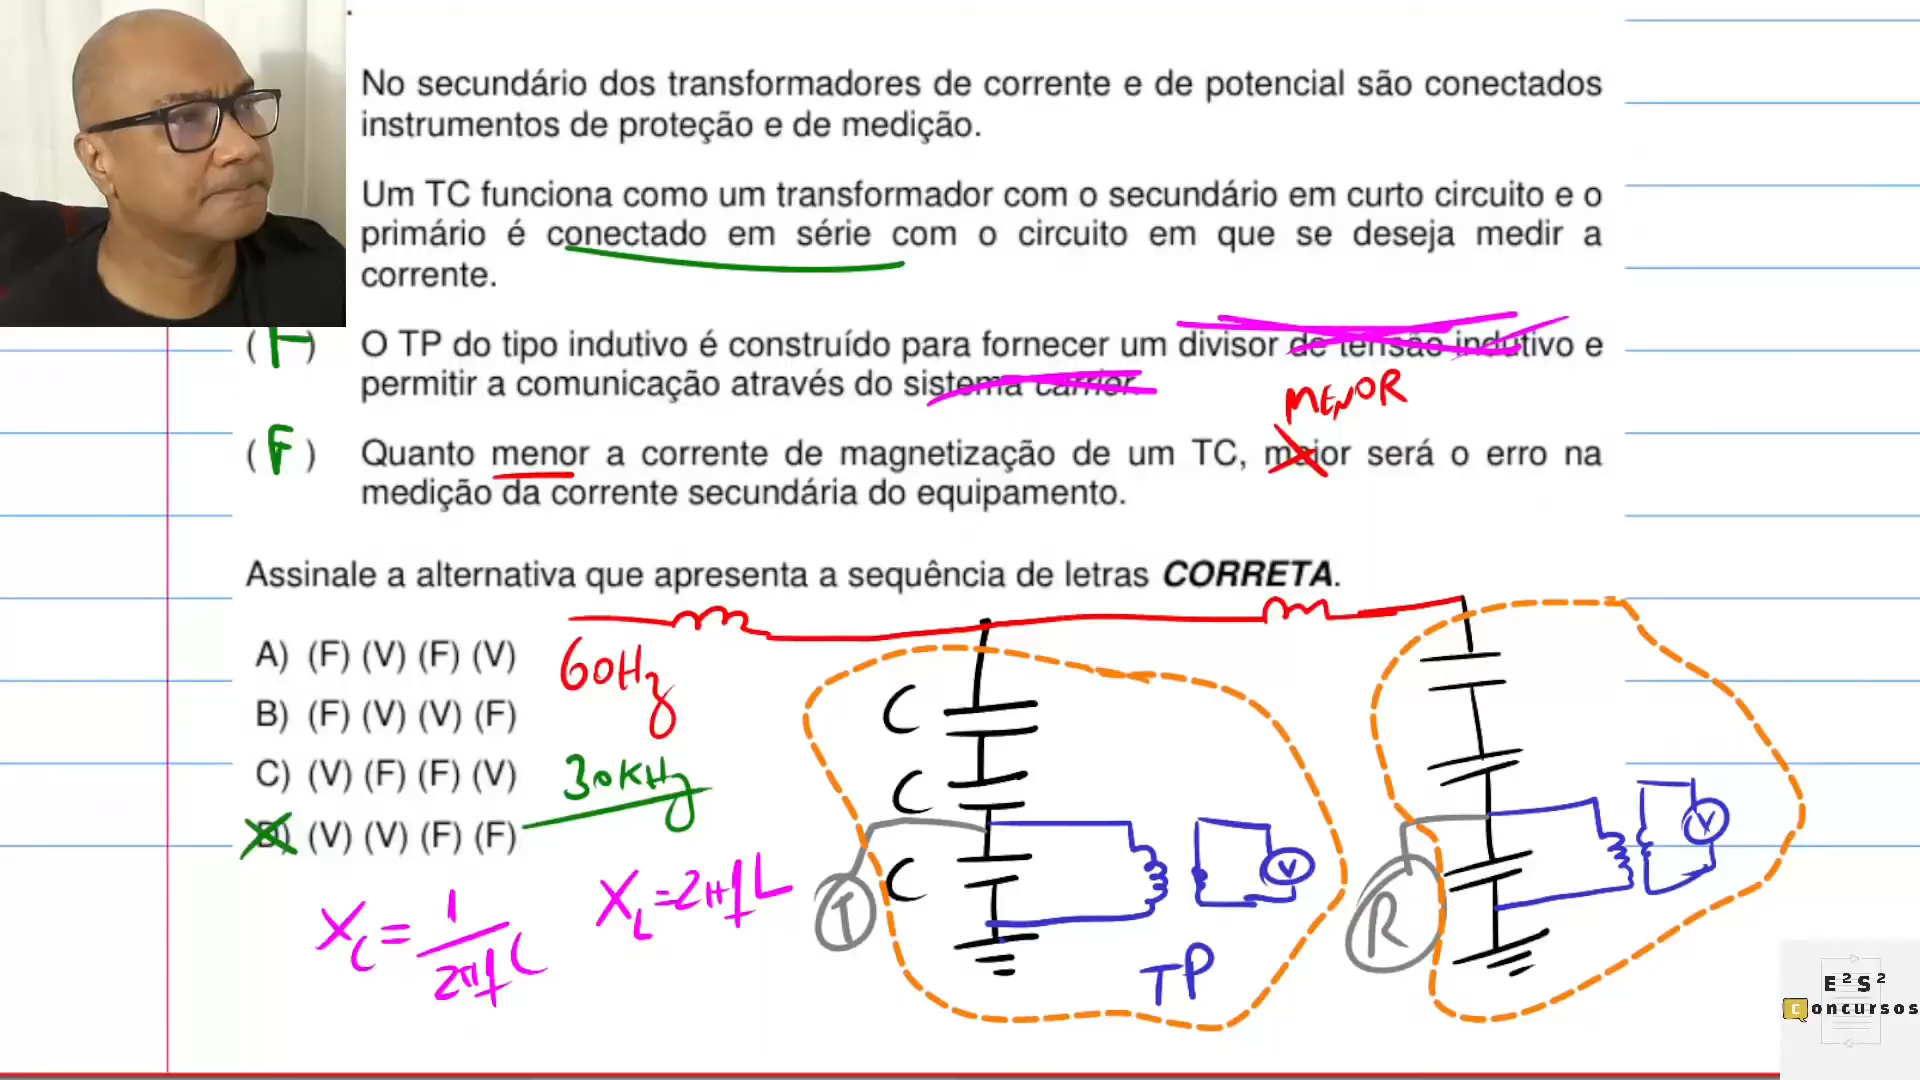 No secundário dos transformadores de corrente e de potencial são conectados
instrumentos de proteção e de medição.
Um TC funciona como um transformador com o secundário em curto circuito e o
primário é conectado em série com o circuito em que se deseja medir a
corrente.
( F ) O TP do tipo indutivo é construído para fornecer um divisor de tensão indutivo e
permitir a comunicação através do sistema carrier.
MENOR
( F ) Quanto menor a corrente de magnetização de um TC, maior será o erro na
medição da corrente secundária do equipamento.
Assinale a alternativa que apresenta a sequência de letras CORRETA.
A) (F) (V) (F) (V)
60Hz
B) (F) (V) (V) (F)
C
C) (V) (F) (F) (V)
30KHz
C
D) (V) (V) (F) (F)
V
V
C
XL=2πfL
T
R
XC=1/2πfC
TP
E²S²
Concursos